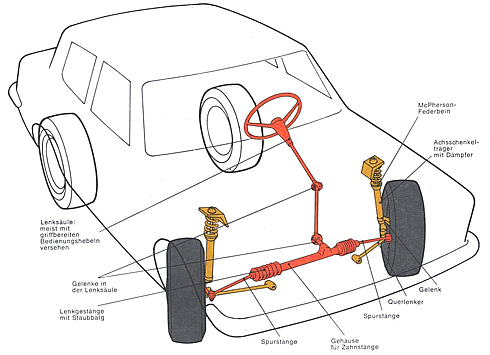 McPherson-
Federbein
Achsschenkel-
träger
mit Dämpfer
Lenksäule:
meist mit
griffbereiten
Bedienungshebeln
versehen
Gelenke in
der Lenksäule
Lenkgestänge
mit Staubbalg
Spurstange
Gehäuse
für Zahnstange
Spurstange
Querlenker
Gelenk